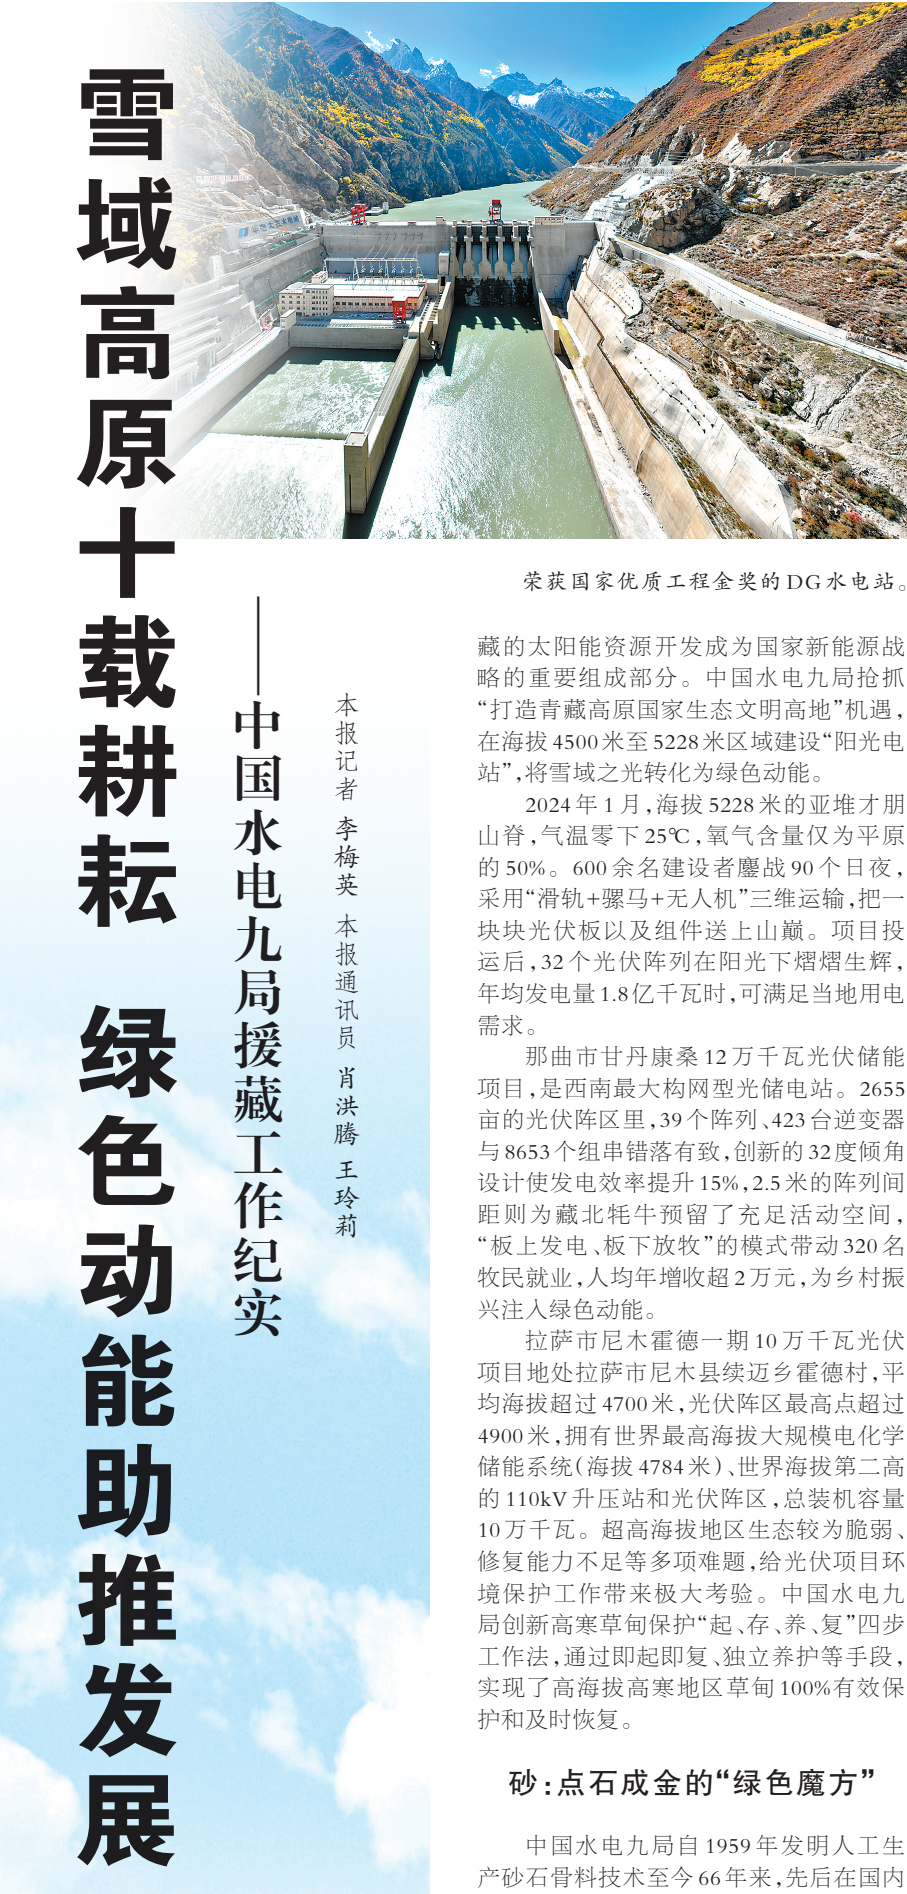 雪域高原十载耕耘 绿色动能助推发展
——中国水电九局援藏工作纪实
本报记者 李梅英 本报通讯员 肖洪腾 王玲莉
荣获国家优质工程金奖的DG水电站。
藏的太阳能资源开发成为国家新能源战
略的重要组成部分。中国水电九局抢抓
“打造青藏高原国家生态文明高地”机遇，
在海拔4500米至5228米区域建设“阳光电
站”，将雪域之光转化为绿色动能。
2024年1月，海拔5228米的亚堆才朋
山脊，气温零下25℃，氧气含量仅为平原
的50%。600余名建设者鏖战90个日夜，
采用“滑轨+骡马+无人机”三维运输，把一
块块光伏板以及组件送上山巅。项目投
运后，32个光伏阵列在阳光下熠熠生辉，
年均发电量1.8亿千瓦时，可满足当地用电
需求。
那曲市甘丹康桑12万千瓦光伏储能
项目，是西南最大构网型光储电站。2655
亩的光伏阵区里，39个阵列、423台逆变器
与8653个组串错落有致，创新的32度倾角
设计使发电效率提升15%，2.5米的阵列间
距则为藏北牦牛预留了充足活动空间，
“板上发电、板下放牧”的模式带动320名
牧民就业，人均年增收超2万元，为乡村振
兴注入绿色动能。
拉萨市尼木霍德一期10万千瓦光伏
项目地处拉萨市尼木县续迈乡霍德村，平
均海拔超过4700米，光伏阵区最高点超过
4900米，拥有世界最高海拔大规模电化学
储能系统（海拔4784米）、世界海拔第二高
的110kV升压站和光伏阵区，总装机容量
10万千瓦。超高海拔地区生态较为脆弱、
修复能力不足等多项难题，给光伏项目环
境保护工作带来极大考验。中国水电九
局创新高寒草甸保护“起、存、养、复”四步
工作法，通过即起即复、独立养护等手段，
实现了高海拔高寒地区草甸100%有效保
护和及时恢复。
砂：点石成金的“绿色魔方”
中国水电九局自1959年发明人工生
产砂石骨料技术至今66年来，先后在国内